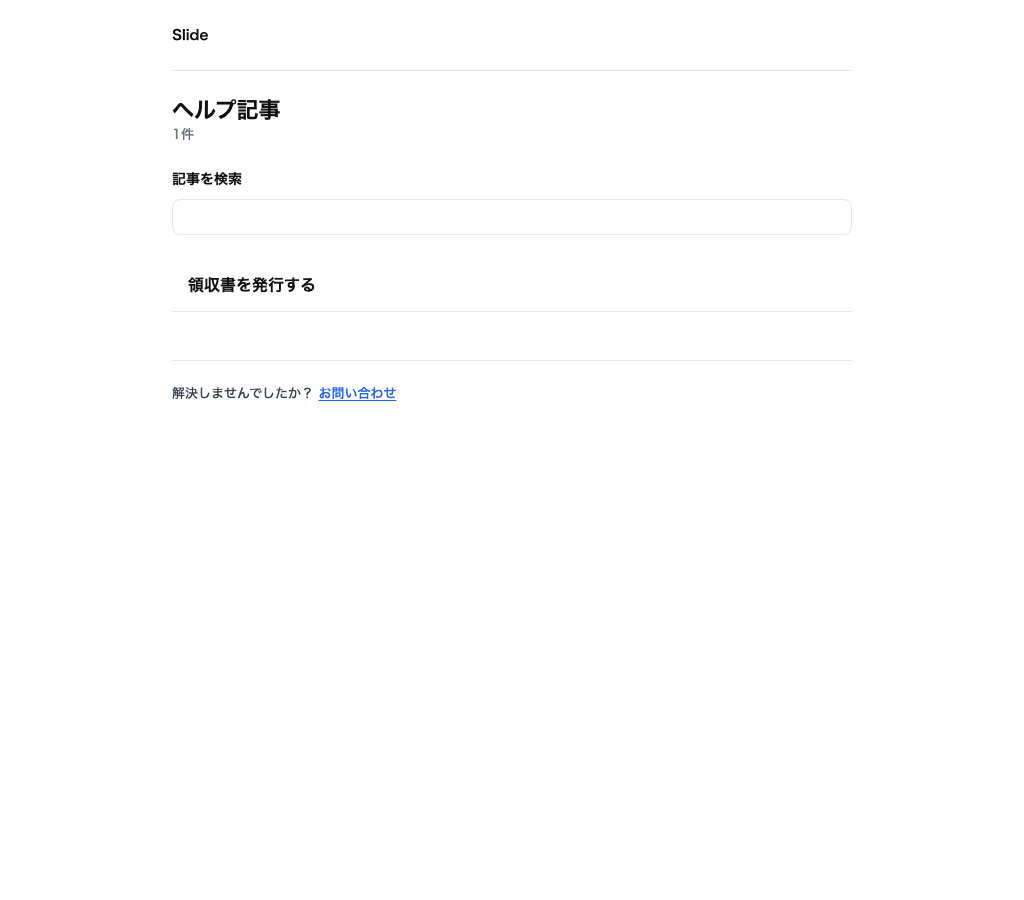 Slide
ヘルプ記事
1件
記事を検索
領収書を発行する
解決しませんでしたか？ お問い合わせ